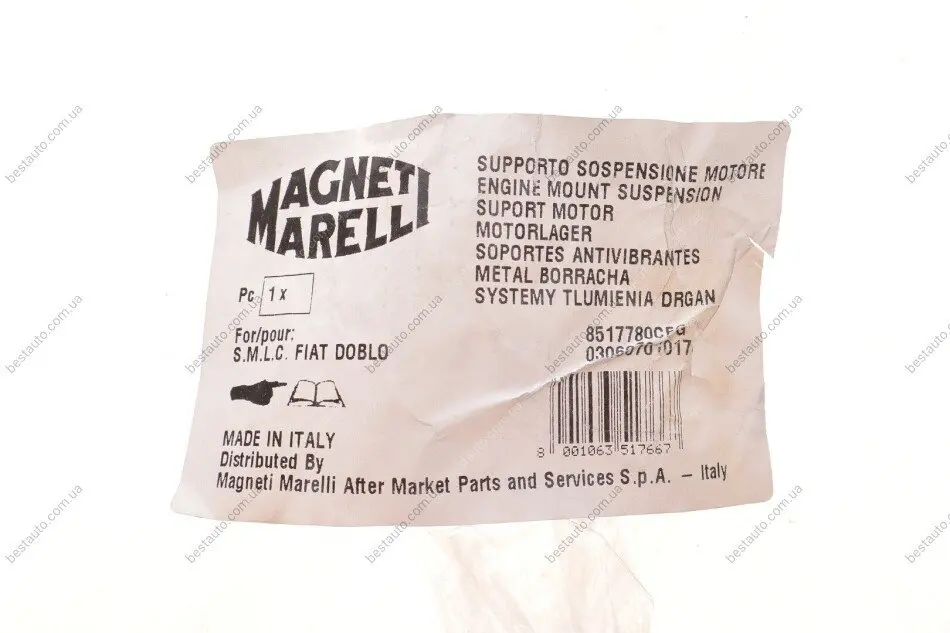 MAGNETI
MARELLI
Pc 1 x
For/pour:
S.M.L.C. FIAT DOBLO
MADE IN ITALY
Distributed By
Magneti Marelli After Market Parts and Services S.p.A. – Italy
SUPPORTO SOSPENSIONE MOTORE
ENGINE MOUNT SUSPENSION
SUPORT MOTOR
MOTORLAGER
SOPORTES ANTIVIBRANTES
METAL BORRACHA
SYSTEMY TLUMIENIA DRGAN
8 001063 517667
bestauto.com.ua